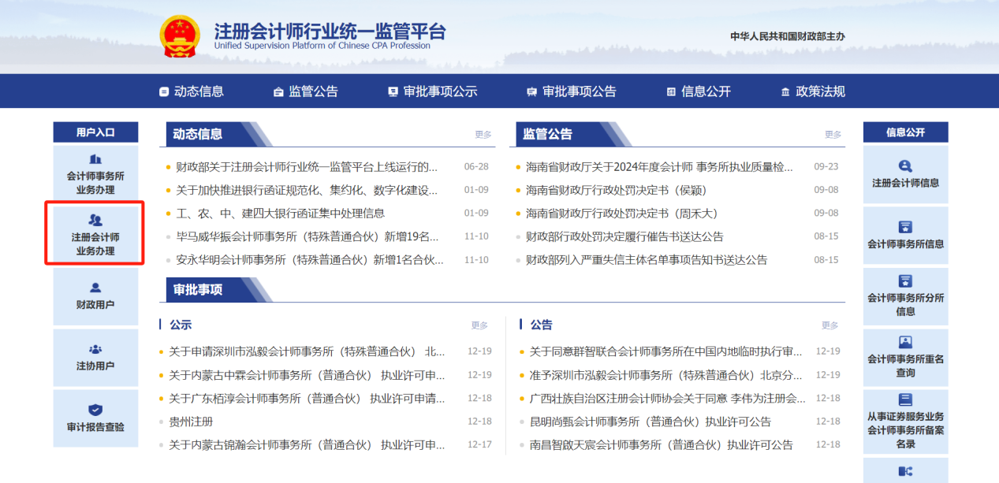 注册会计师行业统一监管平台
Unified Supervision Platform of Chinese CPA Profession
中华人民共和国财政部主办
动态信息
监管公告
审批事项公示
审批事项公告
信息公开
政策法规
用户入口
会计师事务所
业务办理
注册会计师
业务办理
财政用户
注协用户
审计报告查验
动态信息
更多
财政部关于注册会计师行业统一监管平台上线运行的... 06-28
关于加快推进银行函证规范化、集约化、数字化建设... 01-09
工、农、中、建四大银行函证集中处理信息 01-09
毕马威华振会计师事务所（特殊普通合伙）新增19名... 11-10
安永华明会计师事务所（特殊普通合伙）新增1名合伙... 11-10
监管公告
更多
海南省财政厅关于2024年度会计师 事务所执业质量检... 09-23
海南省财政厅行政处罚决定书（侯颖） 09-08
海南省财政厅行政处罚决定书（周禾大） 09-08
财政部行政处罚决定履行催告书送达公告 08-15
财政部列入严重失信主体名单事项告知书送达公告 08-15
审批事项
公示
更多
关于申请深圳市泓毅会计师事务所（特殊普通合伙） 北... 12-19
关于内蒙古中霖会计师事务所（普通合伙） 执业许可申... 12-19
关于广东栢淳会计师事务所（普通合伙） 执业许可申请... 12-18
贵州注册 12-18
关于内蒙古锦瀚会计师事务所（普通合伙） 执业许可申... 12-17
公告
更多
关于同意群智联合会计师事务所在中国内地临时执行审... 12-19
准予深圳市泓毅会计师事务所（特殊普通合伙）北京分... 12-19
广西壮族自治区注册会计师协会关于同意 李伟为注册会... 12-18
昆明尚甄会计师事务所（普通合伙）执业许可公告 12-18
南昌智啟天宸会计师事务所（普通合伙）执业许可公告 12-18
信息公开
注册会计师信息
会计师事务所信息
会计师事务所分所
信息
会计师事务所重名
查询
从事证券服务业务
会计师事务所备案
名录